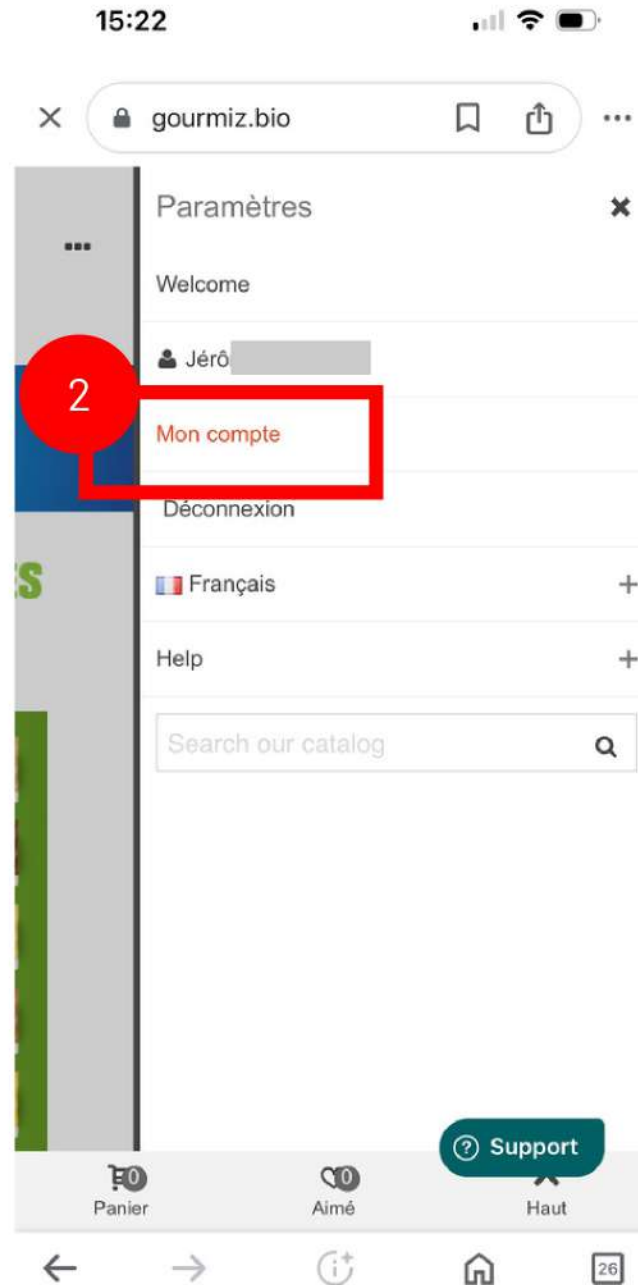 15:22
gourmiz.bio
Paramètres
Welcome
Jérô
2
Mon compte
Déconnexion
S
Français
Help
Search our catalog
Support
0
0
Panier
Aimé
Haut
26